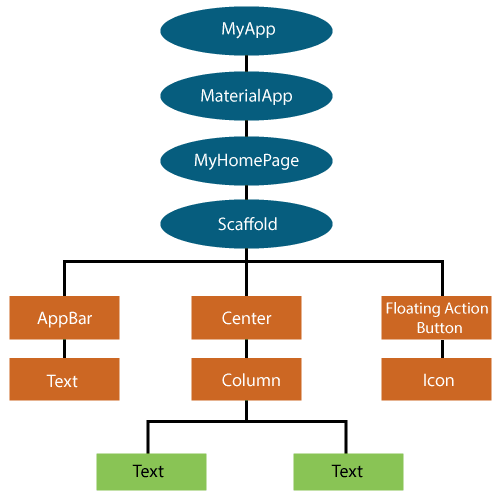 MyApp
MaterialApp
MyHomePage
Scaffold
AppBar
Center
Floating Action
Button
Text
Column
Icon
Text
Text